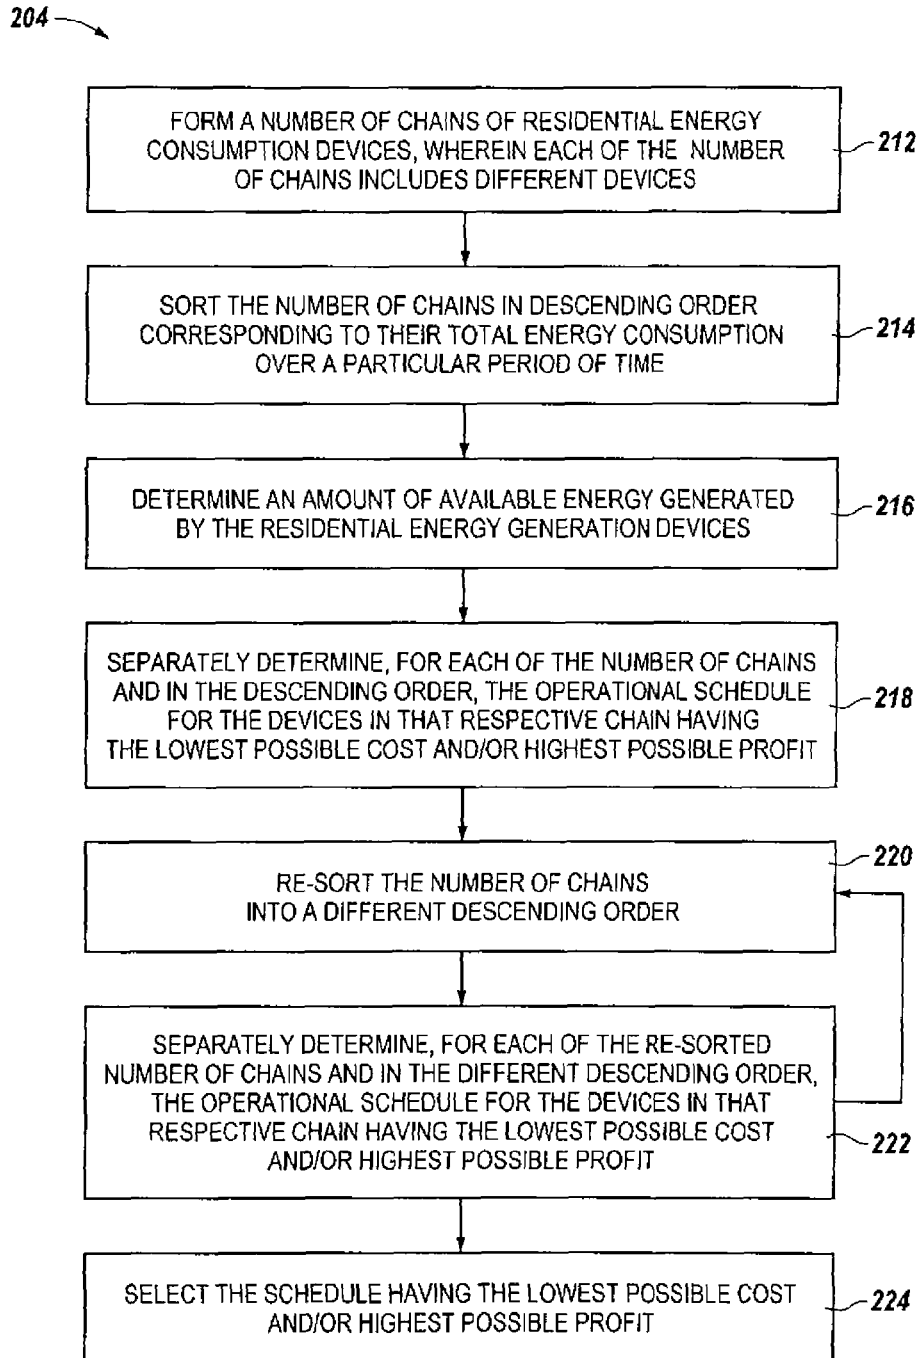 204
FORM A NUMBER OF CHAINS OF RESIDENTIAL ENERGY
CONSUMPTION DEVICES, WHEREIN EACH OF THE NUMBER
OF CHAINS INCLUDES DIFFERENT DEVICES
212
SORT THE NUMBER OF CHAINS IN DESCENDING ORDER
CORRESPONDING TO THEIR TOTAL ENERGY CONSUMPTION
OVER A PARTICULAR PERIOD OF TIME
214
DETERMINE AN AMOUNT OF AVAILABLE ENERGY GENERATED
BY THE RESIDENTIAL ENERGY GENERATION DEVICES
216
SEPARATELY DETERMINE, FOR EACH OF THE NUMBER OF CHAINS
AND IN THE DESCENDING ORDER, THE OPERATIONAL SCHEDULE
FOR THE DEVICES IN THAT RESPECTIVE CHAIN HAVING
THE LOWEST POSSIBLE COST AND/OR HIGHEST POSSIBLE PROFIT
218
RE-SORT THE NUMBER OF CHAINS
INTO A DIFFERENT DESCENDING ORDER
220
SEPARATELY DETERMINE, FOR EACH OF THE RE-SORTED
NUMBER OF CHAINS AND IN THE DIFFERENT DESCENDING ORDER,
THE OPERATIONAL SCHEDULE FOR THE DEVICES IN THAT
RESPECTIVE CHAIN HAVING THE LOWEST POSSIBLE COST
AND/OR HIGHEST POSSIBLE PROFIT
222
SELECT THE SCHEDULE HAVING THE LOWEST POSSIBLE COST
AND/OR HIGHEST POSSIBLE PROFIT
224